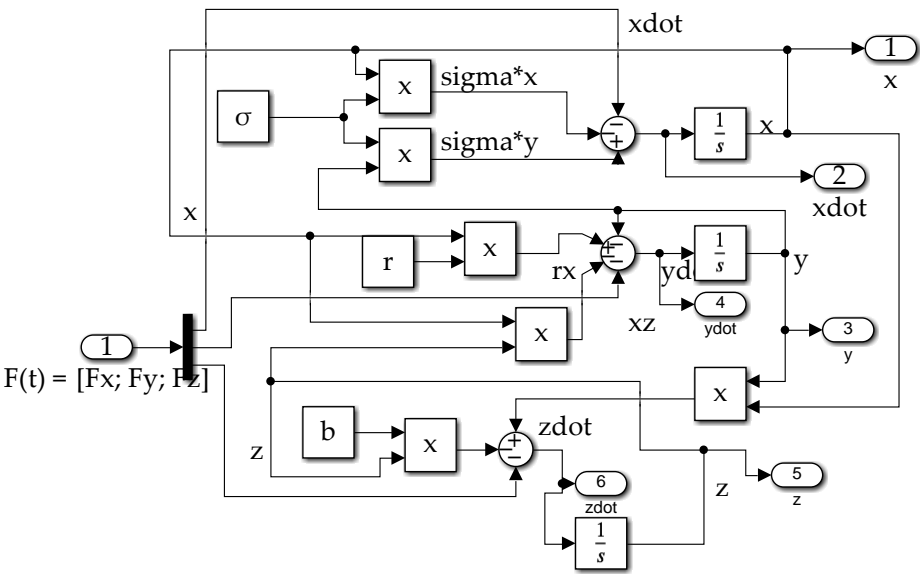 xdot
1
x
x
sigma*x
σ
1
s
x
x
sigma*y
2
xdot
x
x
r
rx
1
s
y
4
ydot
xz
x
3
y
1
F(t) = [Fx; Fy; Fz]
x
b
x
zdot
z
6
zdot
z
5
z
1
s